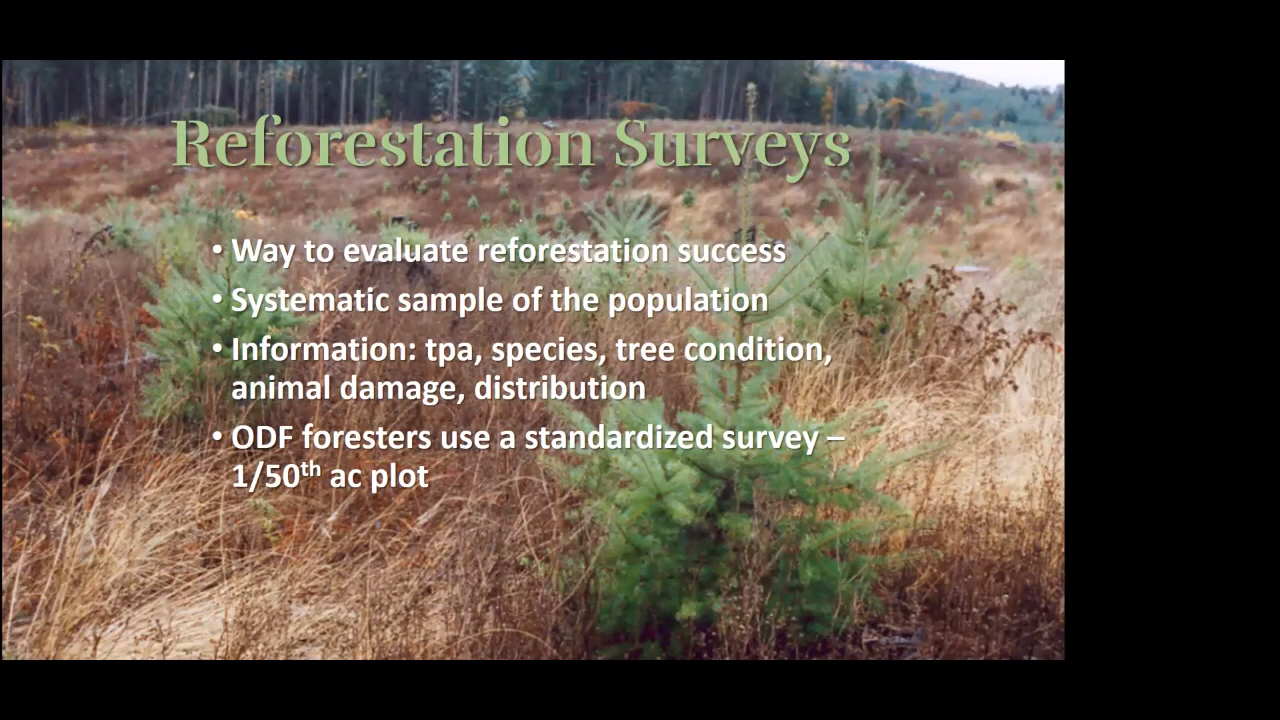 Reforestation Surveys
• Way to evaluate reforestation success
• Systematic sample of the population
• Information: tpa, species, tree condition,
animal damage, distribution
• ODF foresters use a standardized survey –
1/50th ac plot